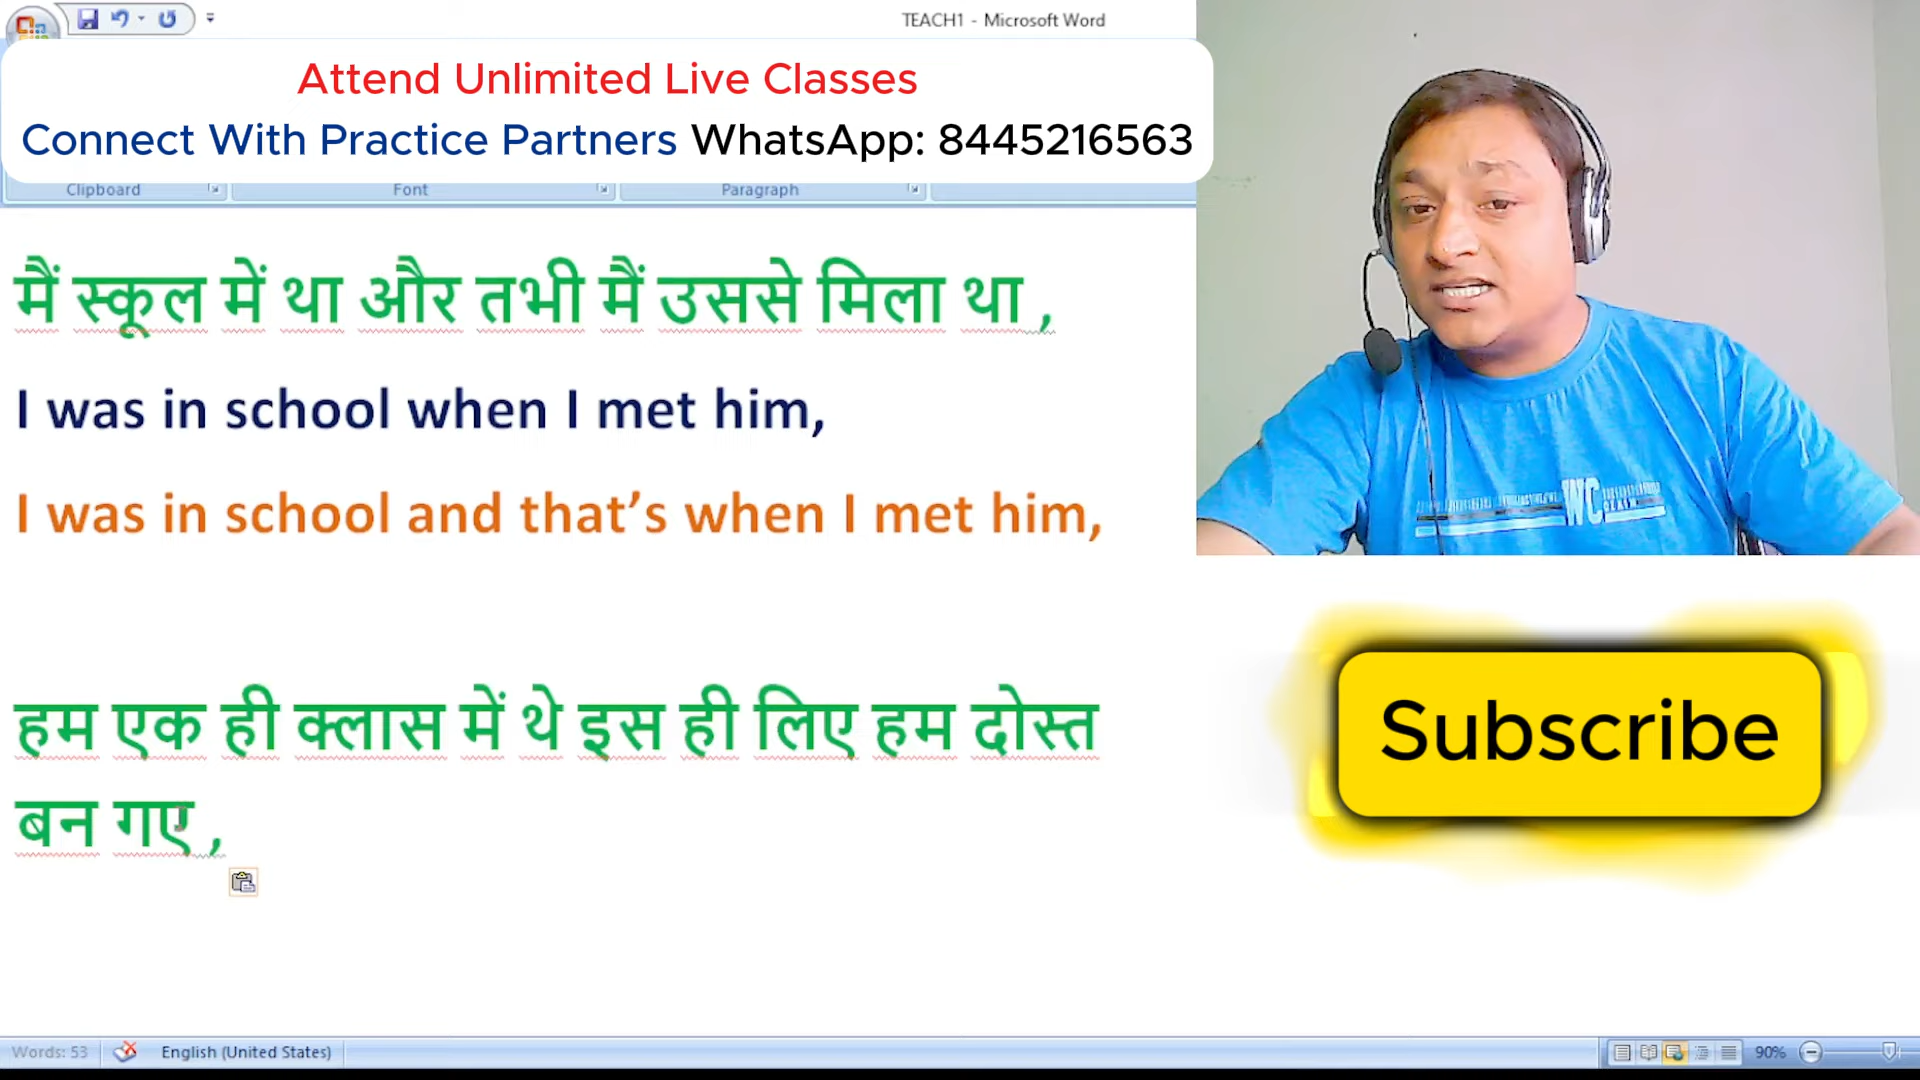 TEACH1 - Microsoft Word
Attend Unlimited Live Classes
Connect With Practice Partners WhatsApp: 8445216563
Clipboard Font Paragraph
मैं स्कूल में था और तभी मैं उससे मिला था ,
I was in school when I met him,
I was in school and that’s when I met him,
WC
Subscribe
हम एक ही क्लास में थे इस ही लिए हम दोस्त
बन गए ,
Words: 53 English (United States) 90%